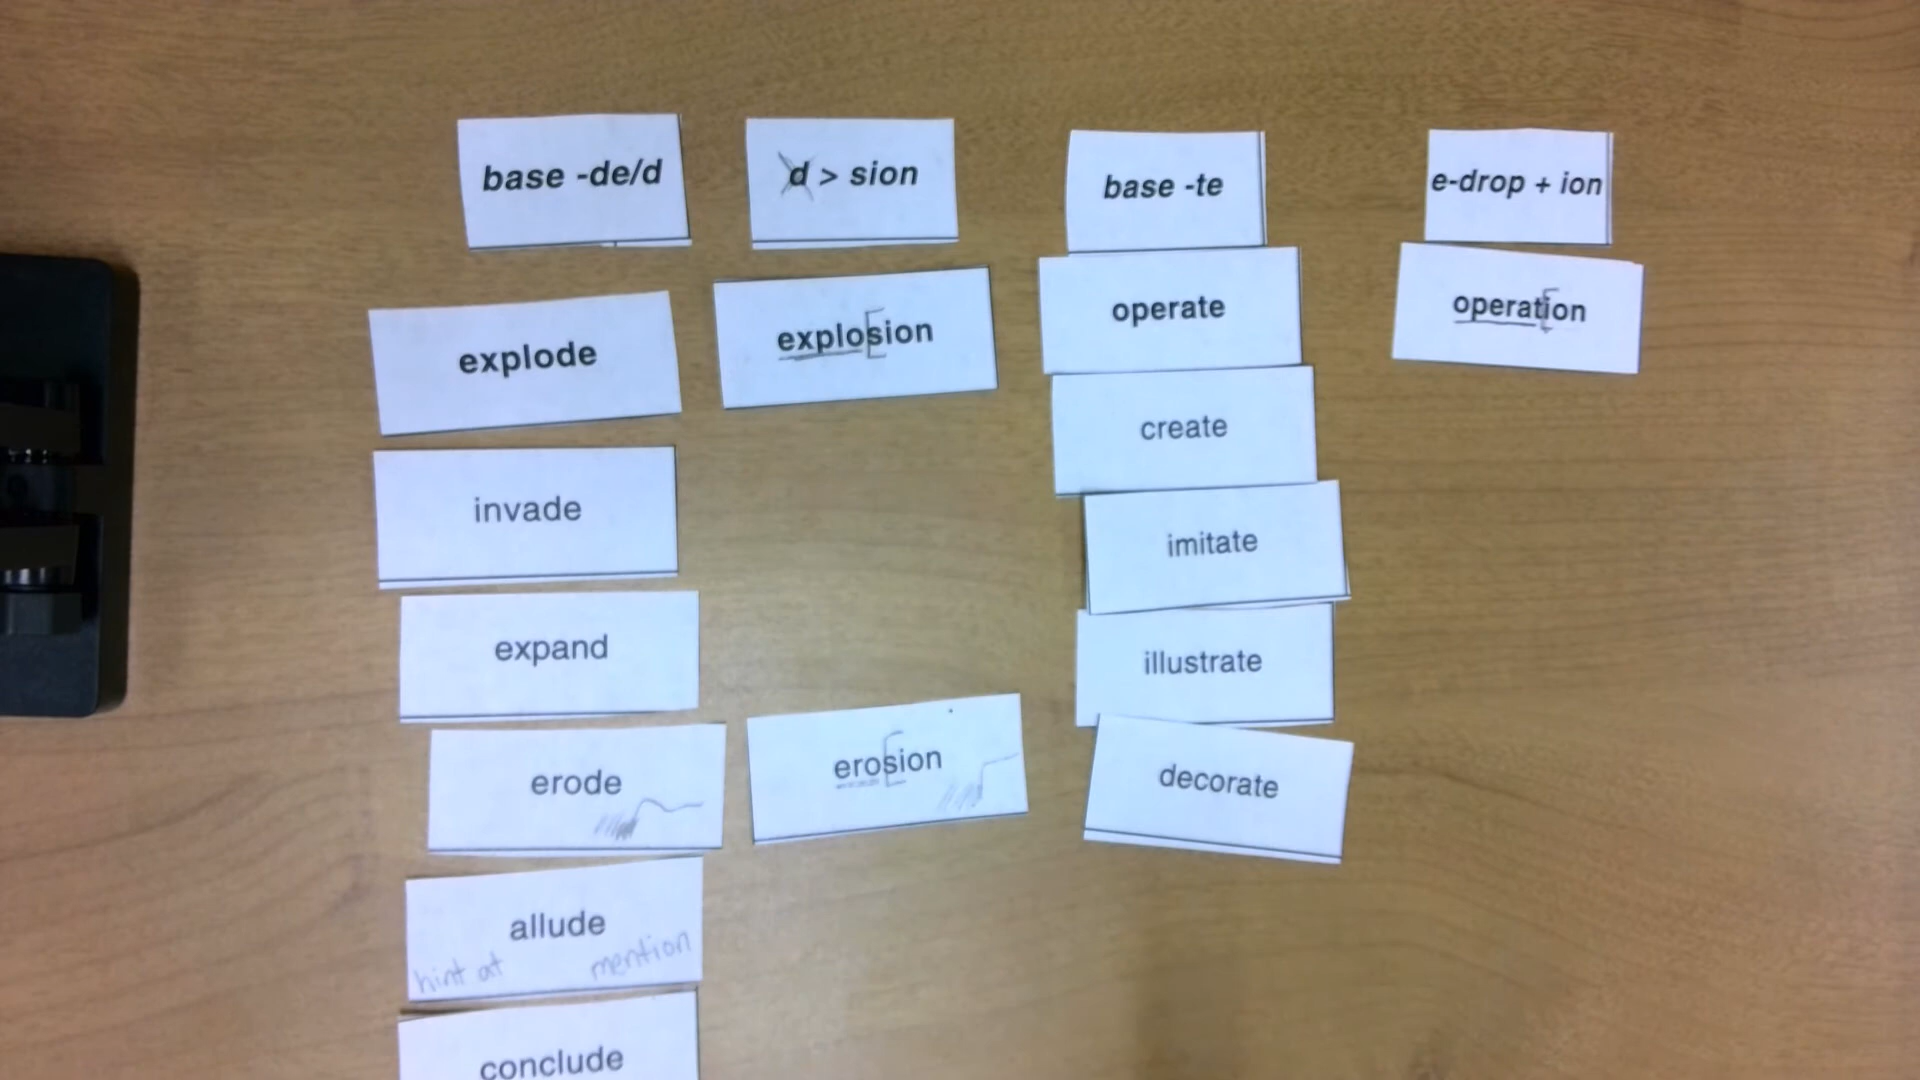 base -de/d
d > sion
base -te
e-drop + ion
explode
explosion
operate
operation
invade
create
expand
imitate
erode
erosion
illustrate
allude
hint at mention
decorate
conclude